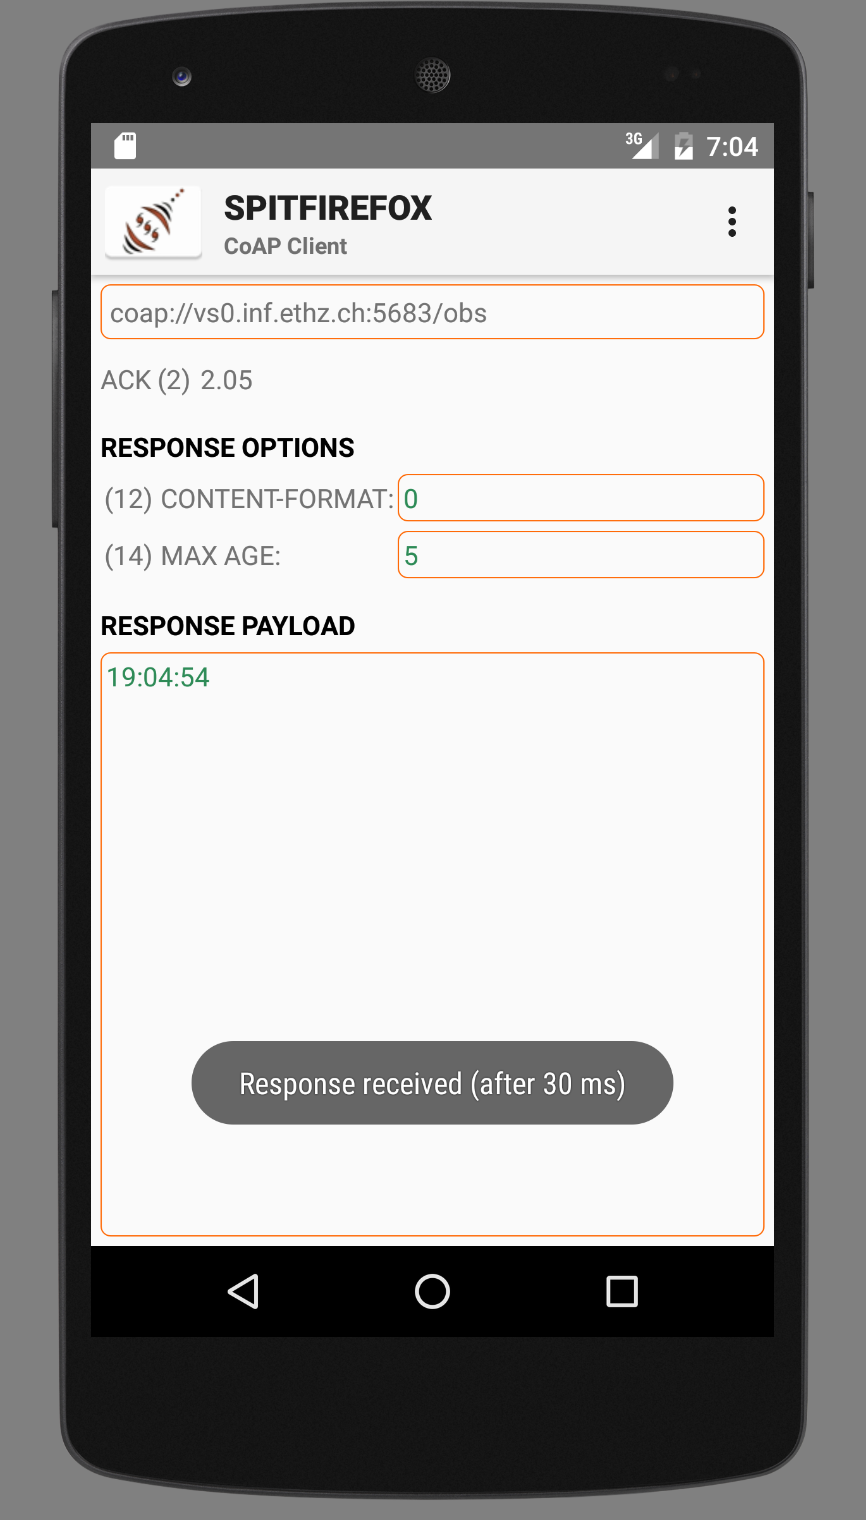 3G 7:04
SPITFIREFOX
CoAP Client
coap://vs0.inf.ethz.ch:5683/obs
ACK (2) 2.05
RESPONSE OPTIONS
(12) CONTENT-FORMAT: 0
(14) MAX AGE: 5
RESPONSE PAYLOAD
19:04:54
Response received (after 30 ms)